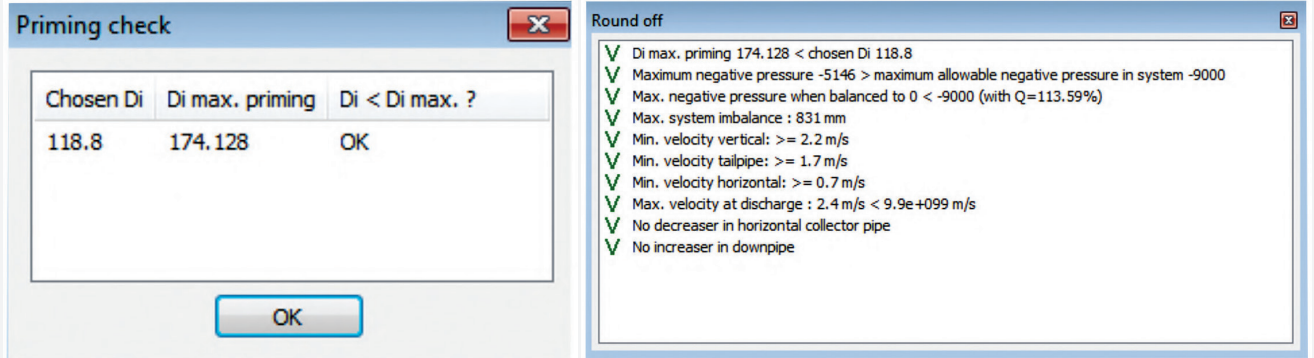 Priming check
Chosen Di Di max. priming Di < Di max. ?
118.8 174.128 OK
OK
Round off
V Di max. priming 174.128 < chosen Di 118.8
V Maximum negative pressure -5146 > maximum allowable negative pressure in system -9000
V Max. negative pressure when balanced to 0 < -9000 (with Q=113.59%)
V Max. system imbalance : 831 mm
V Min. velocity vertical: >= 2.2 m/s
V Min. velocity tailpipe: >= 1.7 m/s
V Min. velocity horizontal: >= 0.7 m/s
V Max. velocity at discharge : 2.4 m/s < 9.9e+099 m/s
V No decreaser in horizontal collector pipe
V No increaser in downpipe